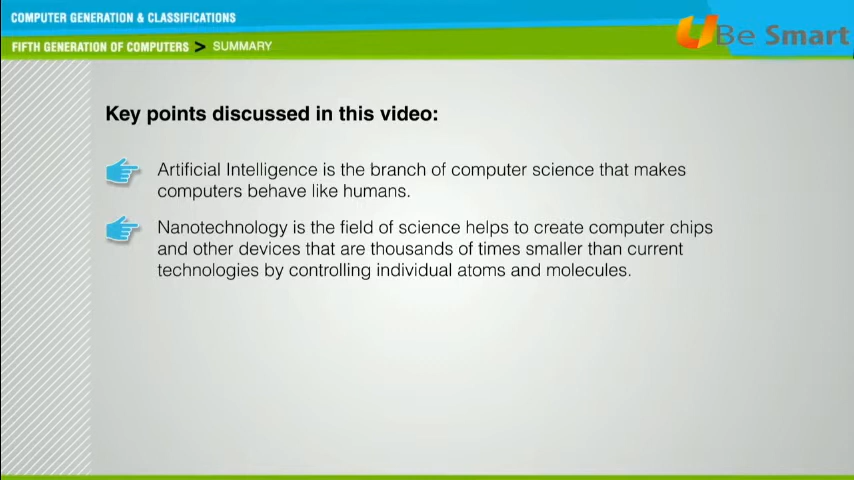 COMPUTER GENERATION & CLASSIFICATIONS
FIFTH GENERATION OF COMPUTERS > SUMMARY
UBe Smart
Key points discussed in this video:
Artificial Intelligence is the branch of computer science that makes
computers behave like humans.
Nanotechnology is the field of science helps to create computer chips
and other devices that are thousands of times smaller than current
technologies by controlling individual atoms and molecules.